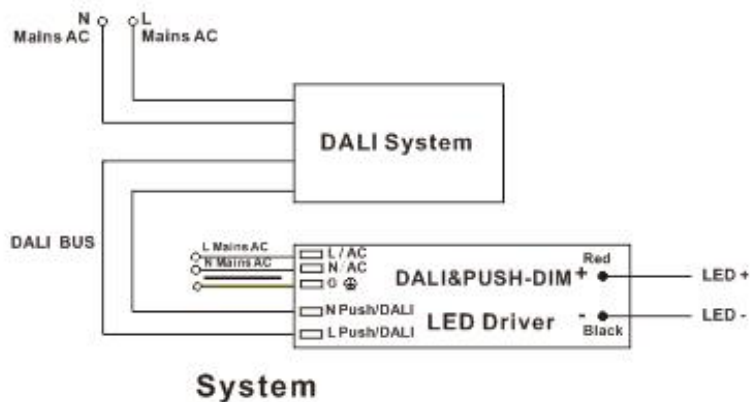 N
L
Mains AC
Mains AC
DALI System
DALI BUS
L Mains AC
N Mains AC
L/AC
N/AC
G
N Push/DALI
L Push/DALI
DALI&PUSH-DIM
LED Driver
Red
+
-
Black
LED +
LED -
System